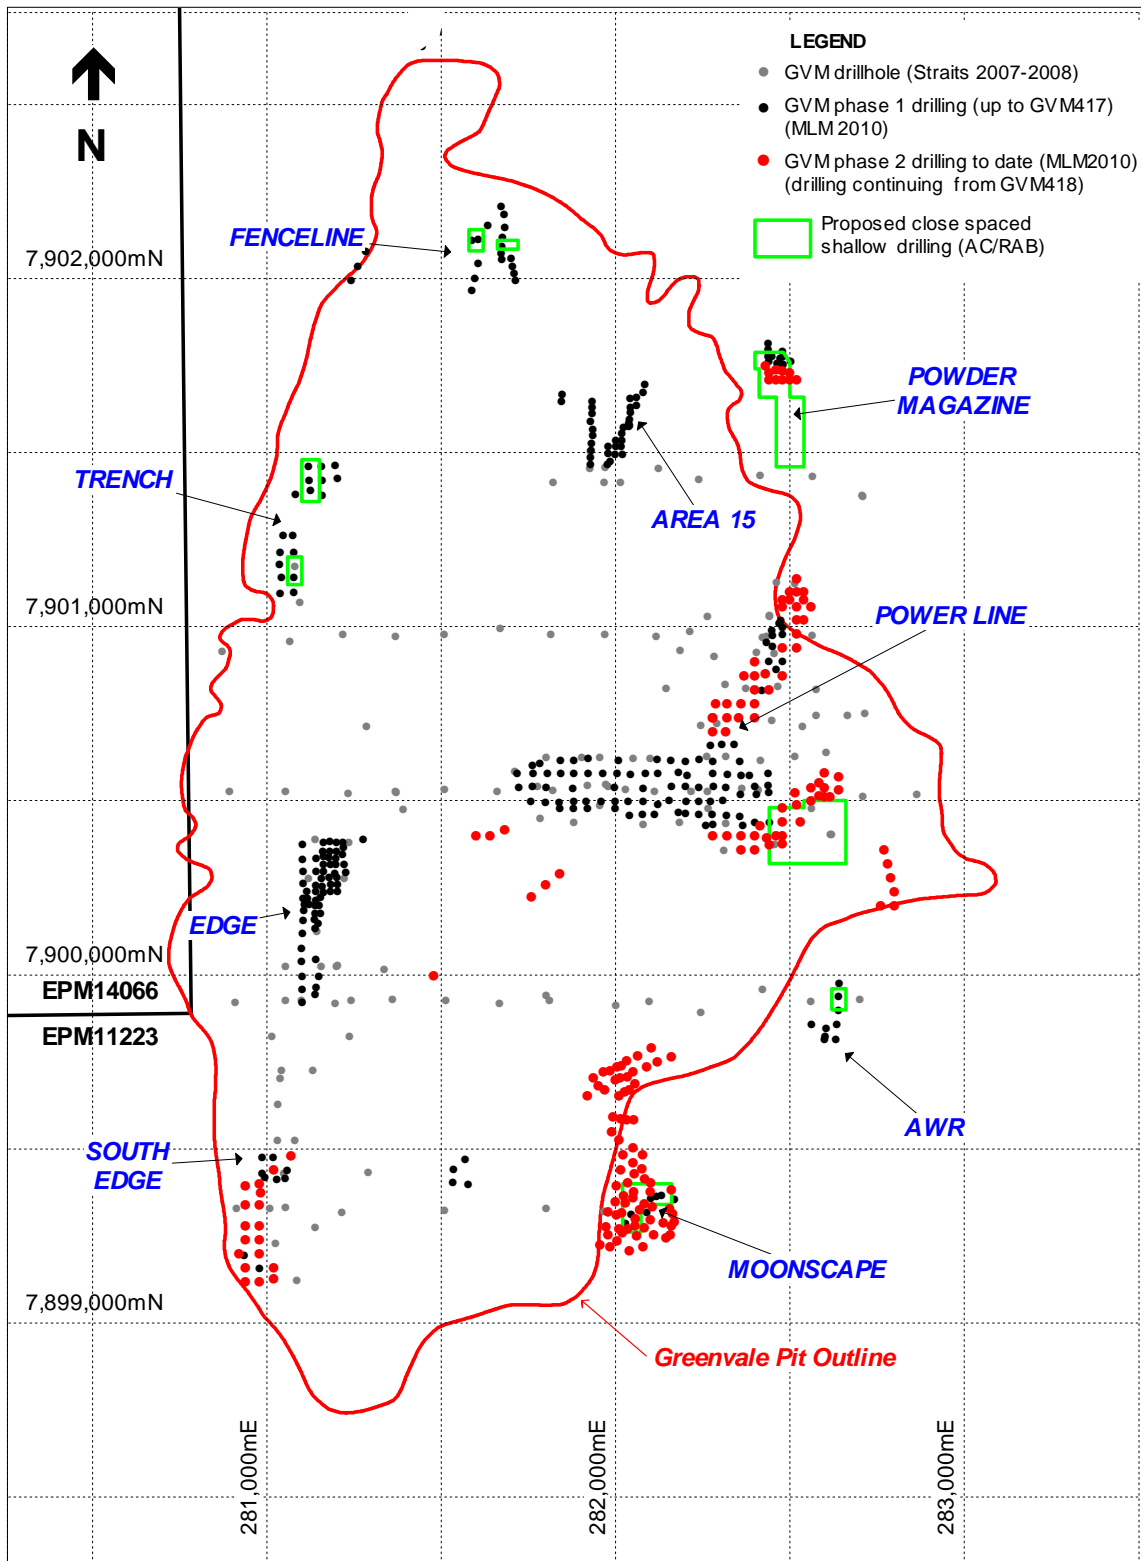 LEGEND
GVM drillhole (Straits 2007-2008)
GVM phase 1 drilling (up to GVM417)
(MLM 2010)
GVM phase 2 drilling to date (MLM2010)
(drilling continuing from GVM418)
Proposed close spaced
shallow drilling (AC/RAB)
N
FENCELINE
7,902,000mN
POWDER
MAGAZINE
TRENCH
AREA 15
7,901,000mN
POWER LINE
EDGE
7,900,000mN
EPM14066
EPM11223
AWR
SOUTH
EDGE
MOONSCAPE
7,899,000mN
Greenvale Pit Outline
281,000mE
282,000mE
283,000mE